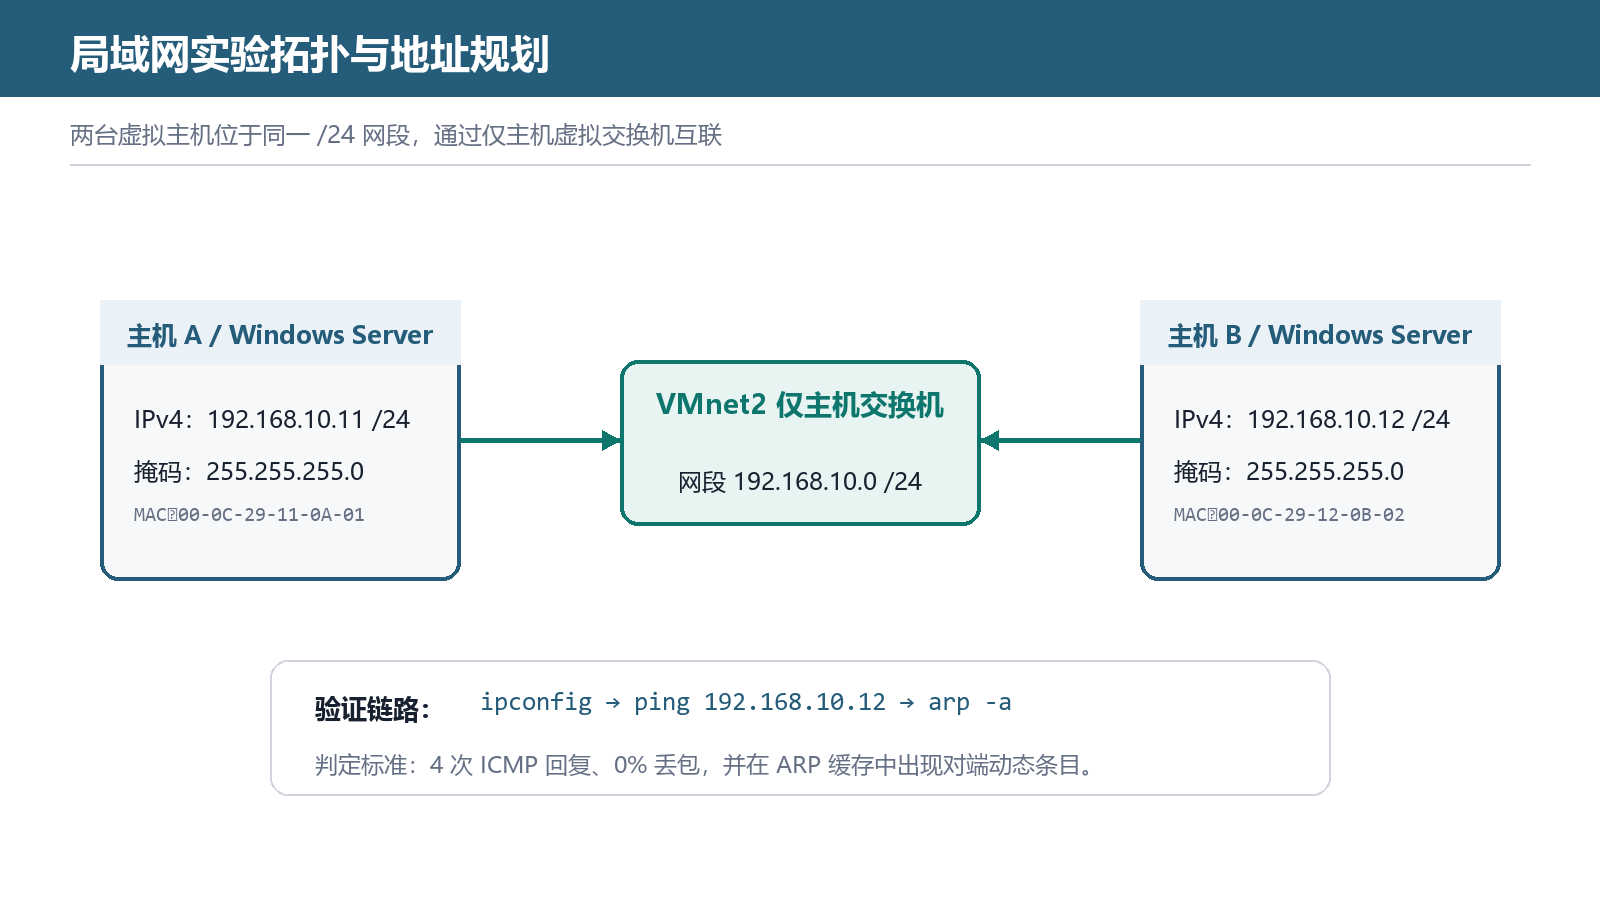 局域网实验拓扑与地址规划
两台虚拟主机位于同一 /24 网段，通过仅主机虚拟交换机互联
主机 A / Windows Server
IPv4：192.168.10.11 /24
掩码：255.255.255.0
MAC▯00-0C-29-11-0A-01
VMnet2 仅主机交换机
网段 192.168.10.0 /24
主机 B / Windows Server
IPv4：192.168.10.12 /24
掩码：255.255.255.0
MAC▯00-0C-29-12-0B-02
验证链路： ipconfig → ping 192.168.10.12 → arp -a
判定标准：4 次 ICMP 回复、0% 丢包，并在 ARP 缓存中出现对端动态条目。